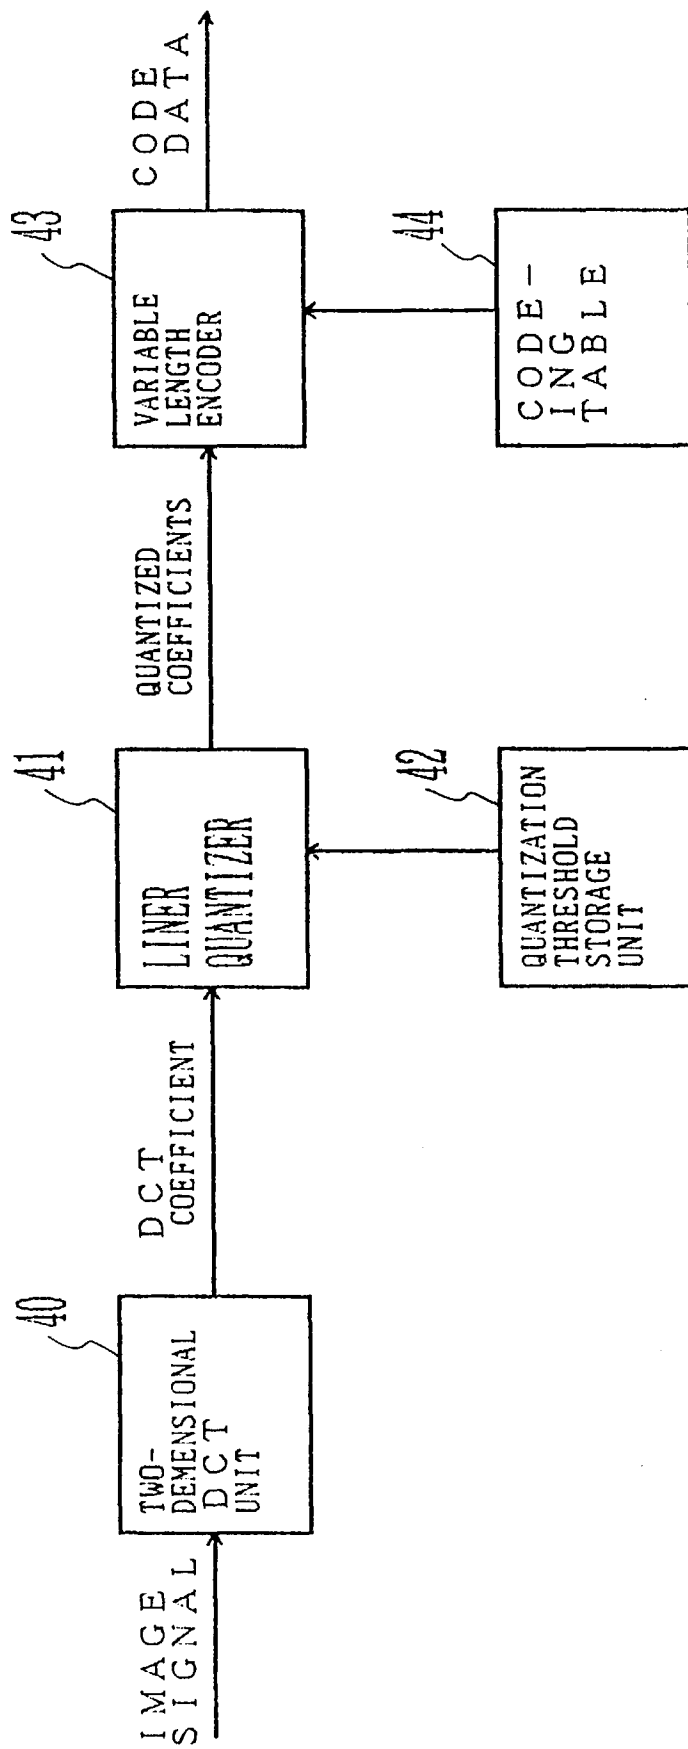 IMAGE
SIGNAL
40
TWO-
DEMENSIONAL
DCT
UNIT
DCT
COEFFICIENT
41
LINER
QUANTIZER
42
QUANTIZATION
THRESHOLD
STORAGE
UNIT
QUANTIZED
COEFFICIENTS
43
VARIABLE
LENGTH
ENCODER
44
CODE-
ING
TABLE
CODE
DATA